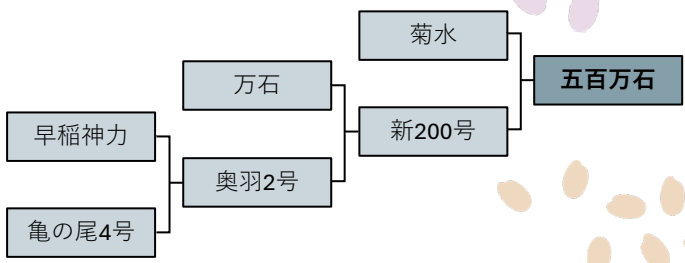 菊水
万石
五百万石
早稲神力
新200号
奥羽2号
亀の尾4号